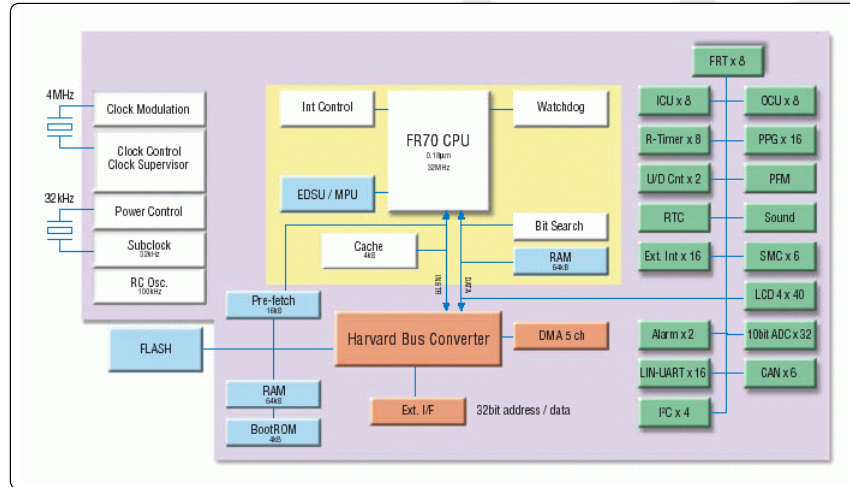 4MHz
Clock Modulation
Clock Control
Clock Supervisor
32kHz
Power Control
Subclock
32kHz
RC Osc.
100kHz
Int Control
FR70 CPU
0.18µm
32MHz
Watchdog
EDSU / MPU
Bit Search
Cache
4kB
RAM
64kB
INSTR
DATA
Pre-fetch
16kB
FLASH
Harvard Bus Converter
DMA 5 ch
RAM
64kB
BootROM
4kB
Ext. I/F
32bit address / data
FRT x 8
ICU x 8
OCU x 8
R-Timer x 8
PPG x 16
U/D Cnt x 2
PFM
RTC
Sound
Ext. Int x 16
SMC x 6
LCD 4 x 40
Alarm x 2
10bit ADC x 32
LIN-UART x 16
CAN x 6
I²C x 4